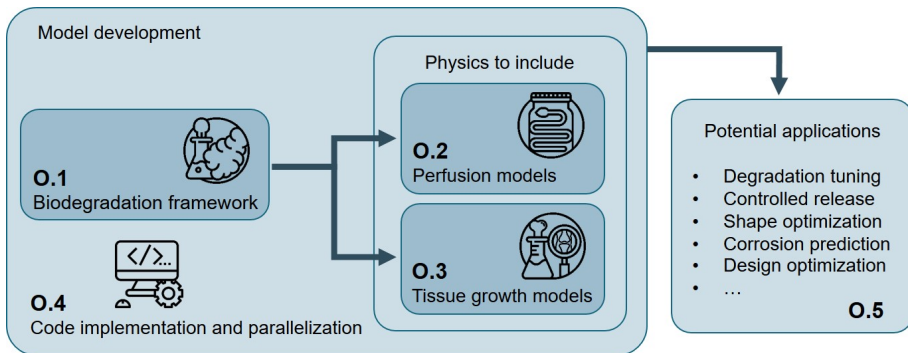 Model development
Physics to include
O.1
Biodegradation framework
O.2
Perfusion models
O.3
Tissue growth models
</>...
O.4
Code implementation and parallelization
Potential applications
• Degradation tuning
• Controlled release
• Shape optimization
• Corrosion prediction
• Design optimization
• …
O.5